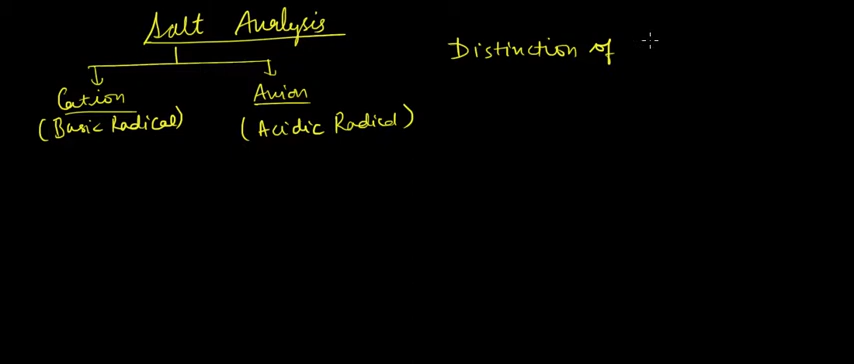 Salt Analysis
Cation
(Basic Radical)
Anion
(Acidic Radical)
Distinction of